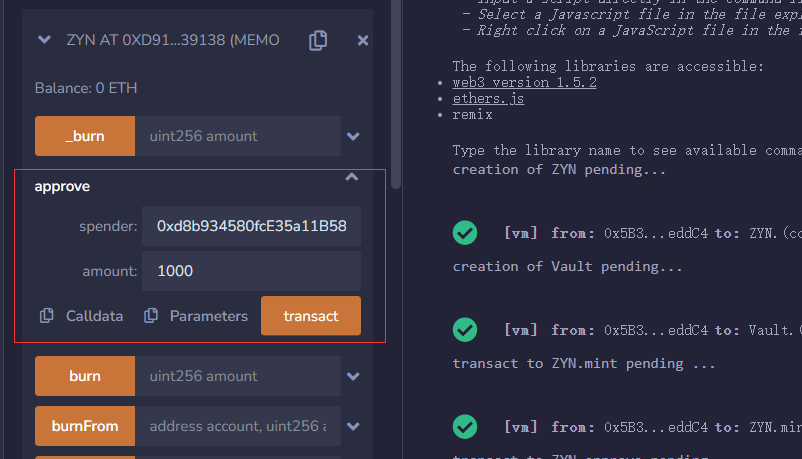 ZYN AT 0XD91...39138 (MEMO
Balance: 0 ETH
_burn
uint256 amount
approve
spender:
0xd8b934580fcE35a11B58
amount:
1000
Calldata
Parameters
transact
burn
uint256 amount
burnFrom
address account, uint256 a
- Select a Javascript file in the file expl
- Right click on a JavaScript file in the f
The following libraries are accessible:
web3 version 1.5.2
ethers.js
remix
Type the library name to see available comma
creation of ZYN pending...
[vm] from: 0x5B3...eddC4 to: ZYN.(co
creation of Vault pending...
[vm] from: 0x5B3...eddC4 to: Vault.(
transact to ZYN.mint pending ...
[vm] from: 0x5B3...eddC4 to: ZYN.min
transact to ZYN.approve pending